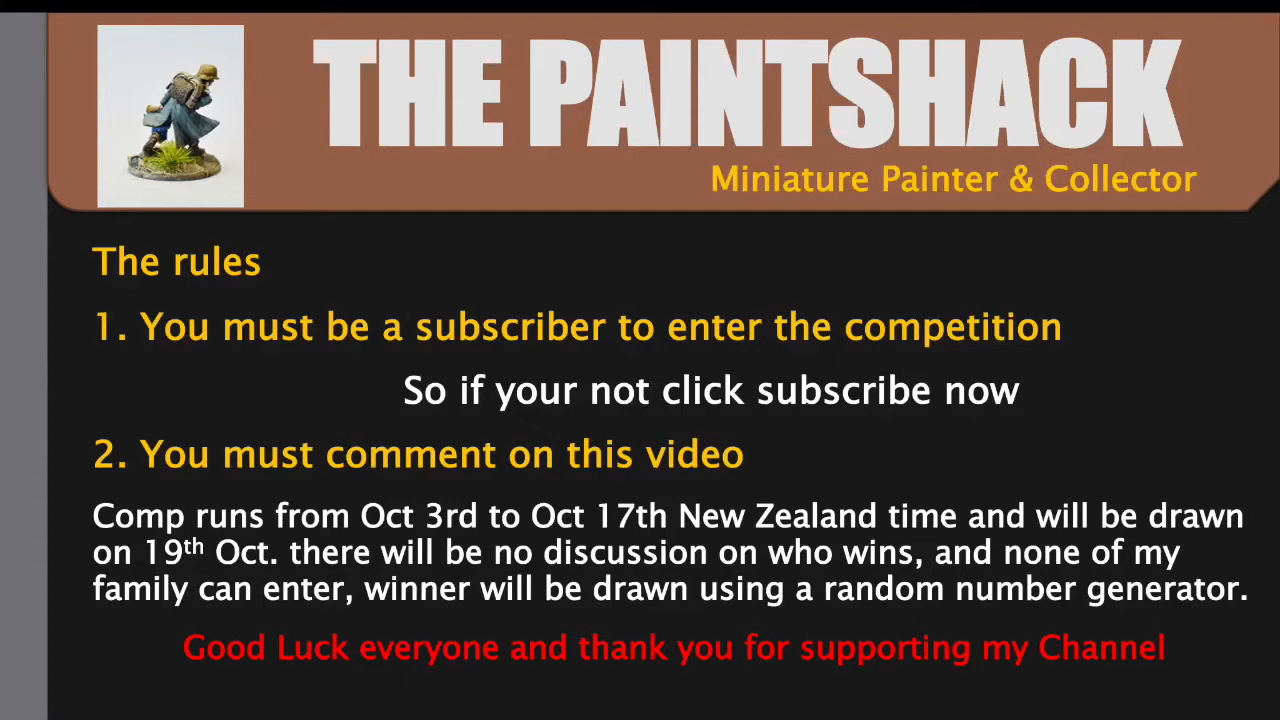 THE PAINTSHACK
Miniature Painter & Collector
The rules
1. You must be a subscriber to enter the competition
So if your not click subscribe now
2. You must comment on this video
Comp runs from Oct 3rd to Oct 17th New Zealand time and will be drawn
on 19th Oct. there will be no discussion on who wins, and none of my
family can enter, winner will be drawn using a random number generator.
Good Luck everyone and thank you for supporting my Channel